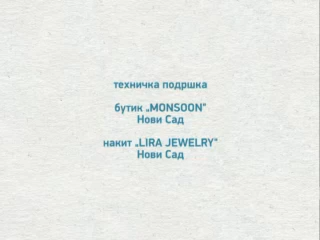 техничка подршка
бутик „MONSOON"
Нови Сад
накит „LIRA JEWELRY"
Нови Сад